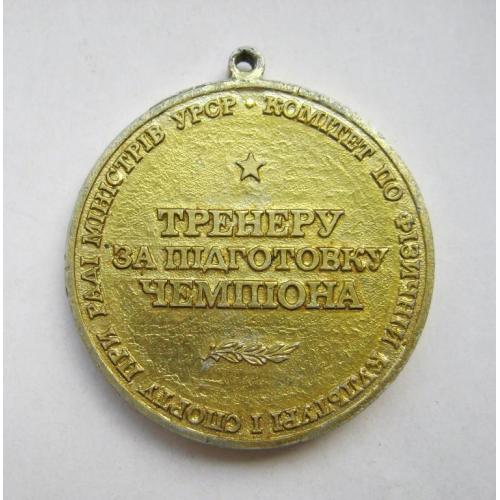 КОМІТЕТ ПО ФІЗИЧНІЙ КУЛЬТУРІ І СПОРТУ ПРИ РАДІ МІНІСТРІВ УРСР •
ТРЕНЕРУ
ЗА ПІДГОТОВКУ
ЧЕМПІОНА